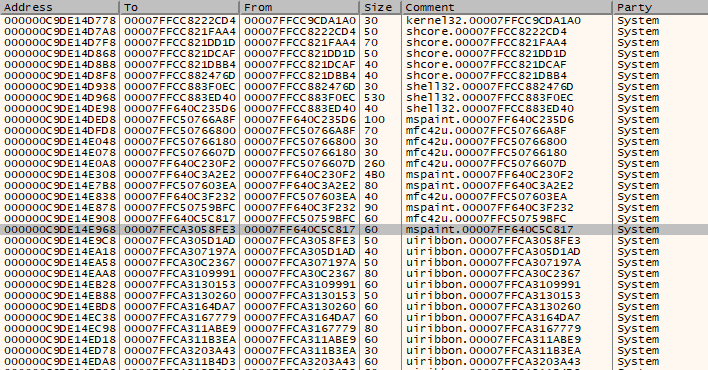 Address To From Size Comment Party
000000C9DE14D778 00007FFCC8222CD4 00007FFCC9CDA1A0 30 kernel32.00007FFCC9CDA1A0 System
000000C9DE14D7A8 00007FFCC821FAA4 00007FFCC8222CD4 50 shcore.00007FFCC8222CD4 System
000000C9DE14D7F8 00007FFCC821DD1D 00007FFCC821FAA4 70 shcore.00007FFCC821FAA4 System
000000C9DE14D868 00007FFCC821DCAF 00007FFCC821DD1D 50 shcore.00007FFCC821DD1D System
000000C9DE14D8B8 00007FFCC821DBB4 00007FFCC821DCAF 40 shcore.00007FFCC821DCAF System
000000C9DE14D8F8 00007FFCC882476D 00007FFCC821DBB4 40 shcore.00007FFCC821DBB4 System
000000C9DE14D938 00007FFCC883F0EC 00007FFCC882476D 30 shell32.00007FFCC882476D System
000000C9DE14D968 00007FFCC883ED40 00007FFCC883F0EC 530 shell32.00007FFCC883F0EC System
000000C9DE14DE98 00007FF640C235D6 00007FFCC883ED40 40 shell32.00007FFCC883ED40 System
000000C9DE14DED8 00007FFC50766A8F 00007FF640C235D6 100 mspaint.00007FF640C235D6 System
000000C9DE14DFD8 00007FFC50766800 00007FFC50766A8F 70 mfc42u.00007FFC50766A8F System
000000C9DE14E048 00007FFC50766180 00007FFC50766800 30 mfc42u.00007FFC50766800 System
000000C9DE14E078 00007FFC5076607D 00007FFC50766180 30 mfc42u.00007FFC50766180 System
000000C9DE14E0A8 00007FF640C230F2 00007FFC5076607D 260 mfc42u.00007FFC5076607D System
000000C9DE14E308 00007FF640C3A2E2 00007FF640C230F2 4B0 mspaint.00007FF640C230F2 System
000000C9DE14E7B8 00007FFC507603EA 00007FF640C3A2E2 80 mspaint.00007FF640C3A2E2 System
000000C9DE14E838 00007FF640C3F232 00007FFC507603EA 40 mfc42u.00007FFC507603EA System
000000C9DE14E878 00007FFC50759BFC 00007FF640C3F232 90 mspaint.00007FF640C3F232 System
000000C9DE14E908 00007FF640C5C817 00007FFC50759BFC 60 mfc42u.00007FFC50759BFC System
000000C9DE14E968 00007FFCA3058FE3 00007FF640C5C817 60 mspaint.00007FF640C5C817 System
000000C9DE14E9C8 00007FFCA305D1AD 00007FFCA3058FE3 50 uiribbon.00007FFCA3058FE3 System
000000C9DE14EA18 00007FFCA307197A 00007FFCA305D1AD 40 uiribbon.00007FFCA305D1AD System
000000C9DE14EA58 00007FFCA30C2367 00007FFCA307197A 50 uiribbon.00007FFCA307197A System
000000C9DE14EAA8 00007FFCA3109991 00007FFCA30C2367 80 uiribbon.00007FFCA30C2367 System
000000C9DE14EB28 00007FFCA3130153 00007FFCA3109991 60 uiribbon.00007FFCA3109991 System
000000C9DE14EB88 00007FFCA3130260 00007FFCA3130153 50 uiribbon.00007FFCA3130153 System
000000C9DE14EBD8 00007FFCA3164DA7 00007FFCA3130260 60 uiribbon.00007FFCA3130260 System
000000C9DE14EC38 00007FFCA3167779 00007FFCA3164DA7 60 uiribbon.00007FFCA3164DA7 System
000000C9DE14EC98 00007FFCA311ABE9 00007FFCA3167779 80 uiribbon.00007FFCA3167779 System
000000C9DE14ED18 00007FFCA311B3EA 00007FFCA311ABE9 60 uiribbon.00007FFCA311ABE9 System
000000C9DE14ED78 00007FFCA3203A43 00007FFCA311B3EA 30 uiribbon.00007FFCA311B3EA System
000000C9DE14EDA8 00007FFCA311B4D3 00007FFCA3203A43 60 uiribbon.00007FFCA3203A43 System